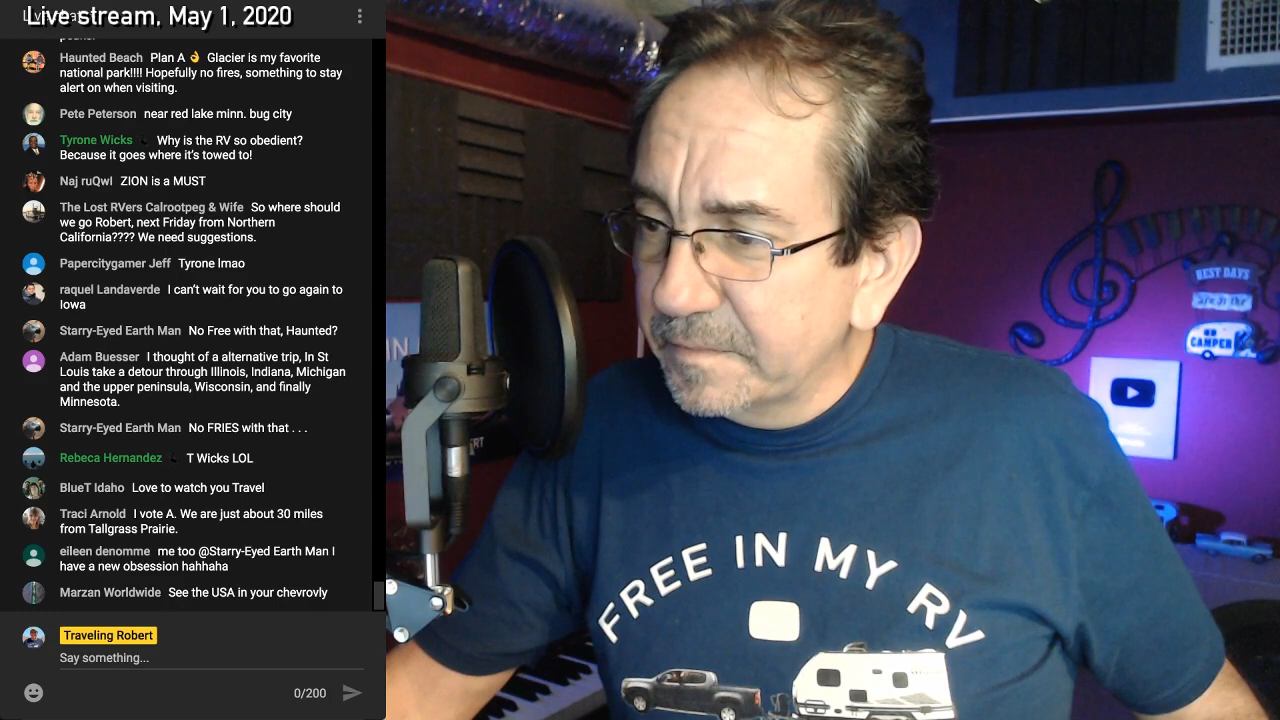 Live stream, May 1, 2020
Haunted Beach Plan A 👌 Glacier is my favorite
national park!!!! Hopefully no fires, something to stay
alert on when visiting.
Pete Peterson near red lake minn. bug city
Tyrone Wicks Why is the RV so obedient?
Because it goes where it's towed to!
Naj ruQwl ZION is a MUST
The Lost RVers Calrootpeg & Wife So where should
we go Robert, next Friday from Northern
California???? We need suggestions.
Papercitygamer Jeff Tyrone lmao
raquel Landaverde I can't wait for you to go again to
Iowa
Starry-Eyed Earth Man No Free with that, Haunted?
Adam Buesser I thought of a alternative trip, In St
Louis take a detour through Illinois, Indiana, Michigan
and the upper peninsula, Wisconsin, and finally
Minnesota.
Starry-Eyed Earth Man No FRIES with that . . .
Rebeca Hernandez T Wicks LOL
BlueT Idaho Love to watch you Travel
Traci Arnold I vote A. We are just about 30 miles
from Tallgrass Prairie.
eileen denomme me too @Starry-Eyed Earth Man I
have a new obsession hahhaha
Marzan Worldwide See the USA in your chevrovly
Traveling Robert
Say something...
0/200
BEST DAYS
CAMPER
FREE IN MY RV